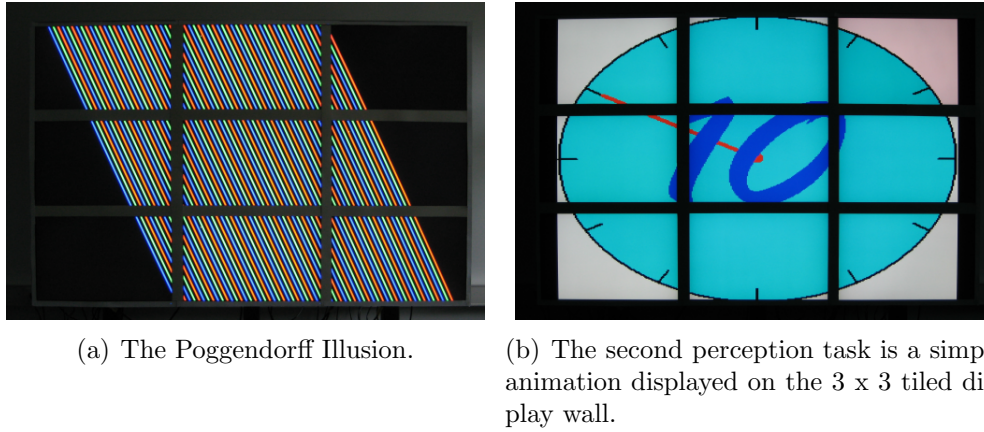 10
(a) The Poggendorff Illusion.
(b) The second perception task is a simp
animation displayed on the 3 x 3 tiled di
play wall.